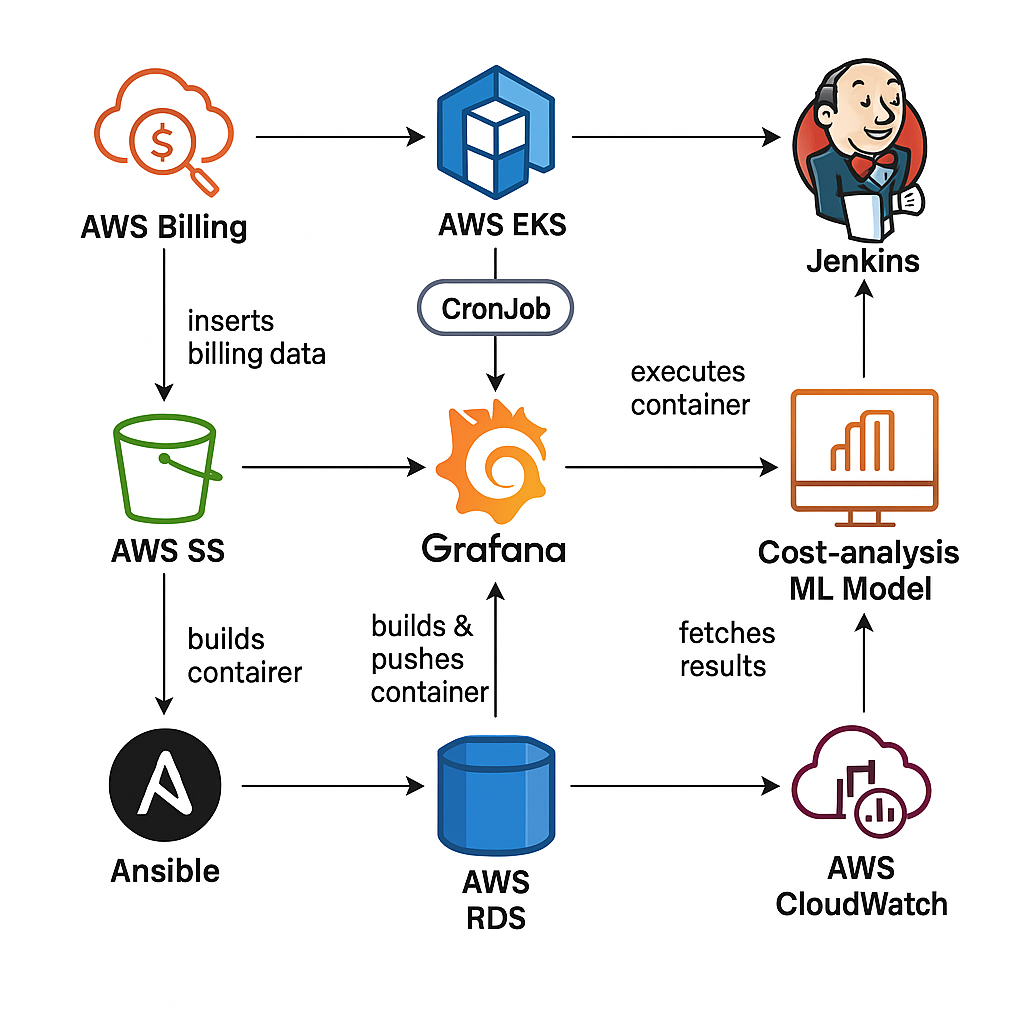 $
AWS Billing
AWS EKS
Jenkins
CronJob
inserts
billing data
executes
container
AWS SS
Grafana
Cost-analysis
ML Model
builds
contairer
builds &
pushes
container
fetches
results
Ansible
AWS
RDS
AWS
CloudWatch